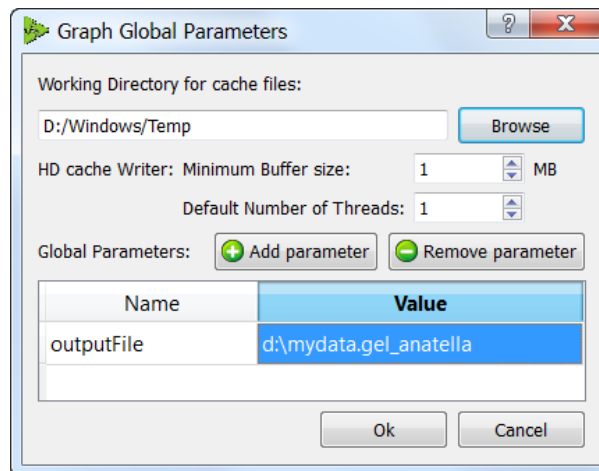 Graph Global Parameters
?
X
Working Directory for cache files:
D:/Windows/Temp
Browse
HD cache Writer: Minimum Buffer size: 1 MB
Default Number of Threads: 1
Global Parameters: Add parameter Remove parameter
Name Value
outputFile d:\mydata.gel_anatella
Ok Cancel